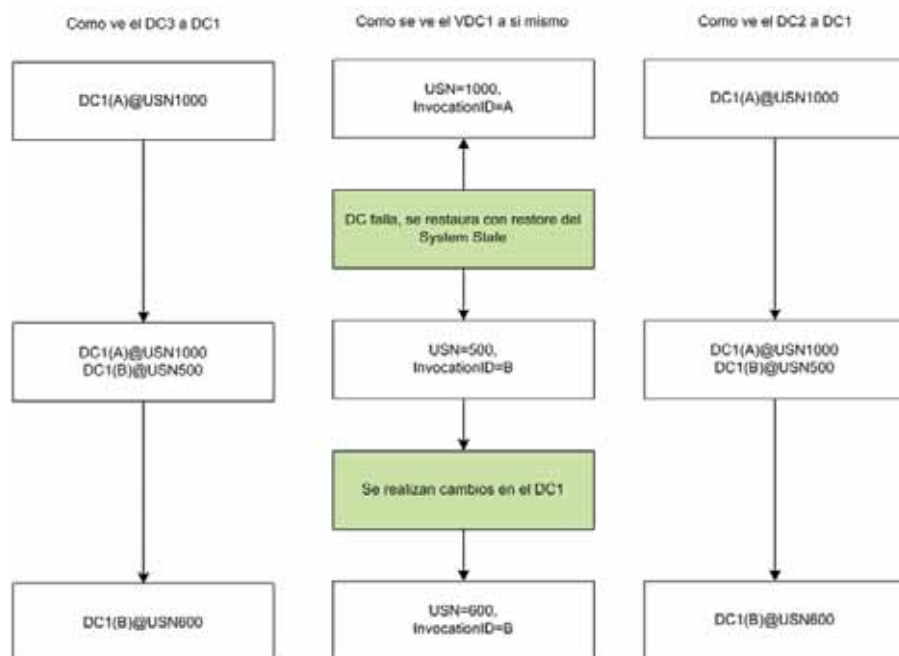 Como ve el DC3 a DC1
Como se ve el VDC1 a si mismo
Como ve el DC2 a DC1
DC1(A)@USN1000
USN=1000,
InvocationID=A
DC1(A)@USN1000
DC falla, se restaura con restore del
System State
DC1(A)@USN1000
DC1(B)@USN500
USN=500,
InvocationID=B
DC1(A)@USN1000
DC1(B)@USN500
Se realizan cambios en el DC1
DC1(B)@USN600
USN=600,
InvocationID=B
DC1(B)@USN600